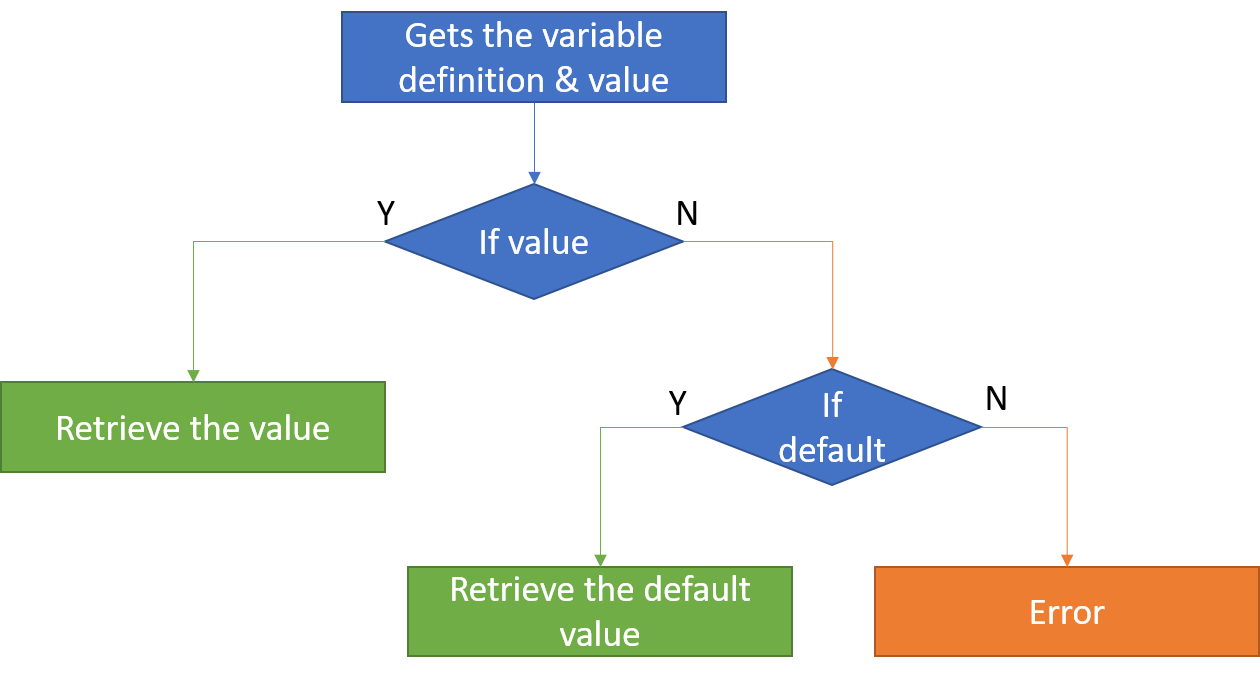 Gets the variable
definition & value
Y
N
If value
Retrieve the value
Y
N
If
default
Retrieve the default
value
Error